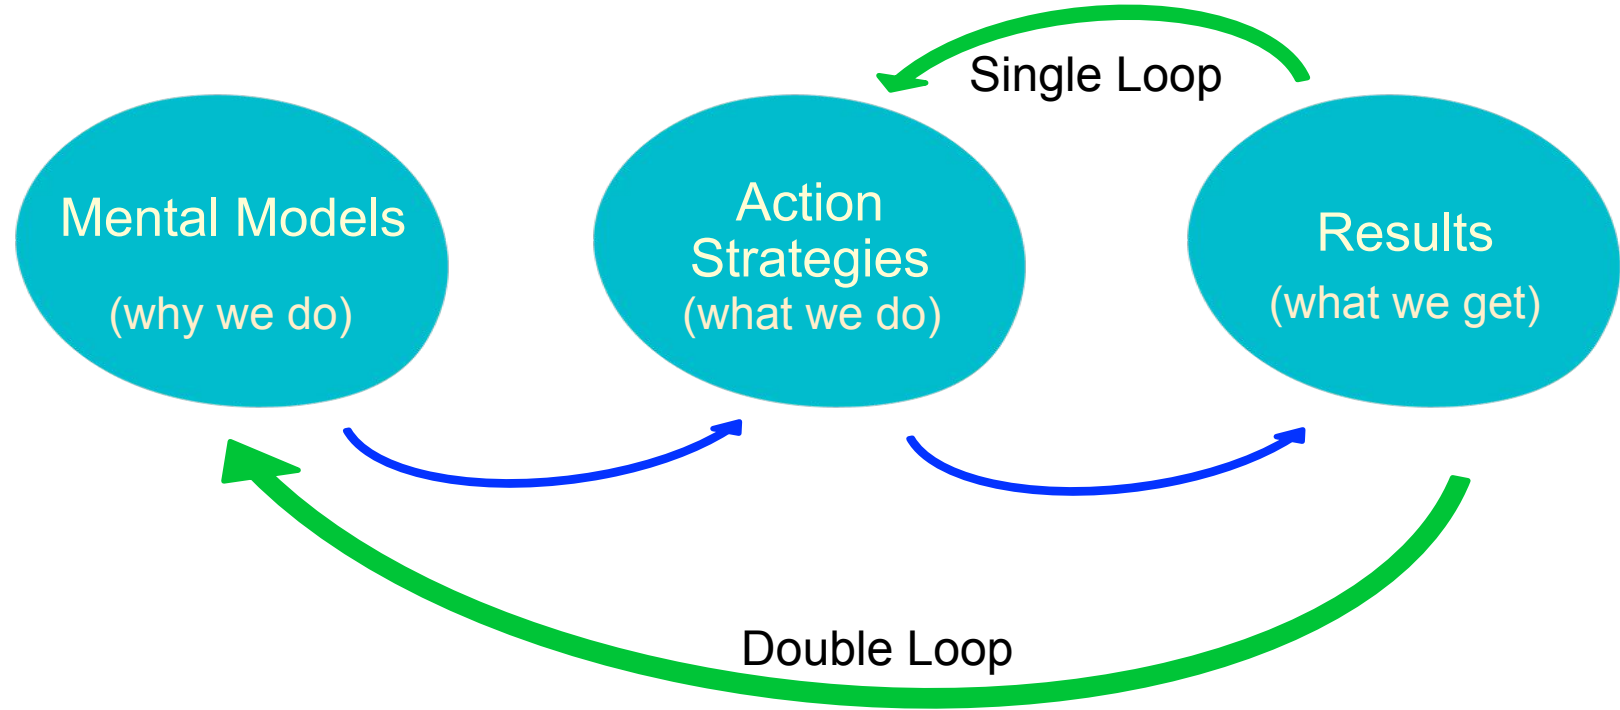 Single Loop
Mental Models
(why we do)
Action
Strategies
(what we do)
Results
(what we get)
Double Loop